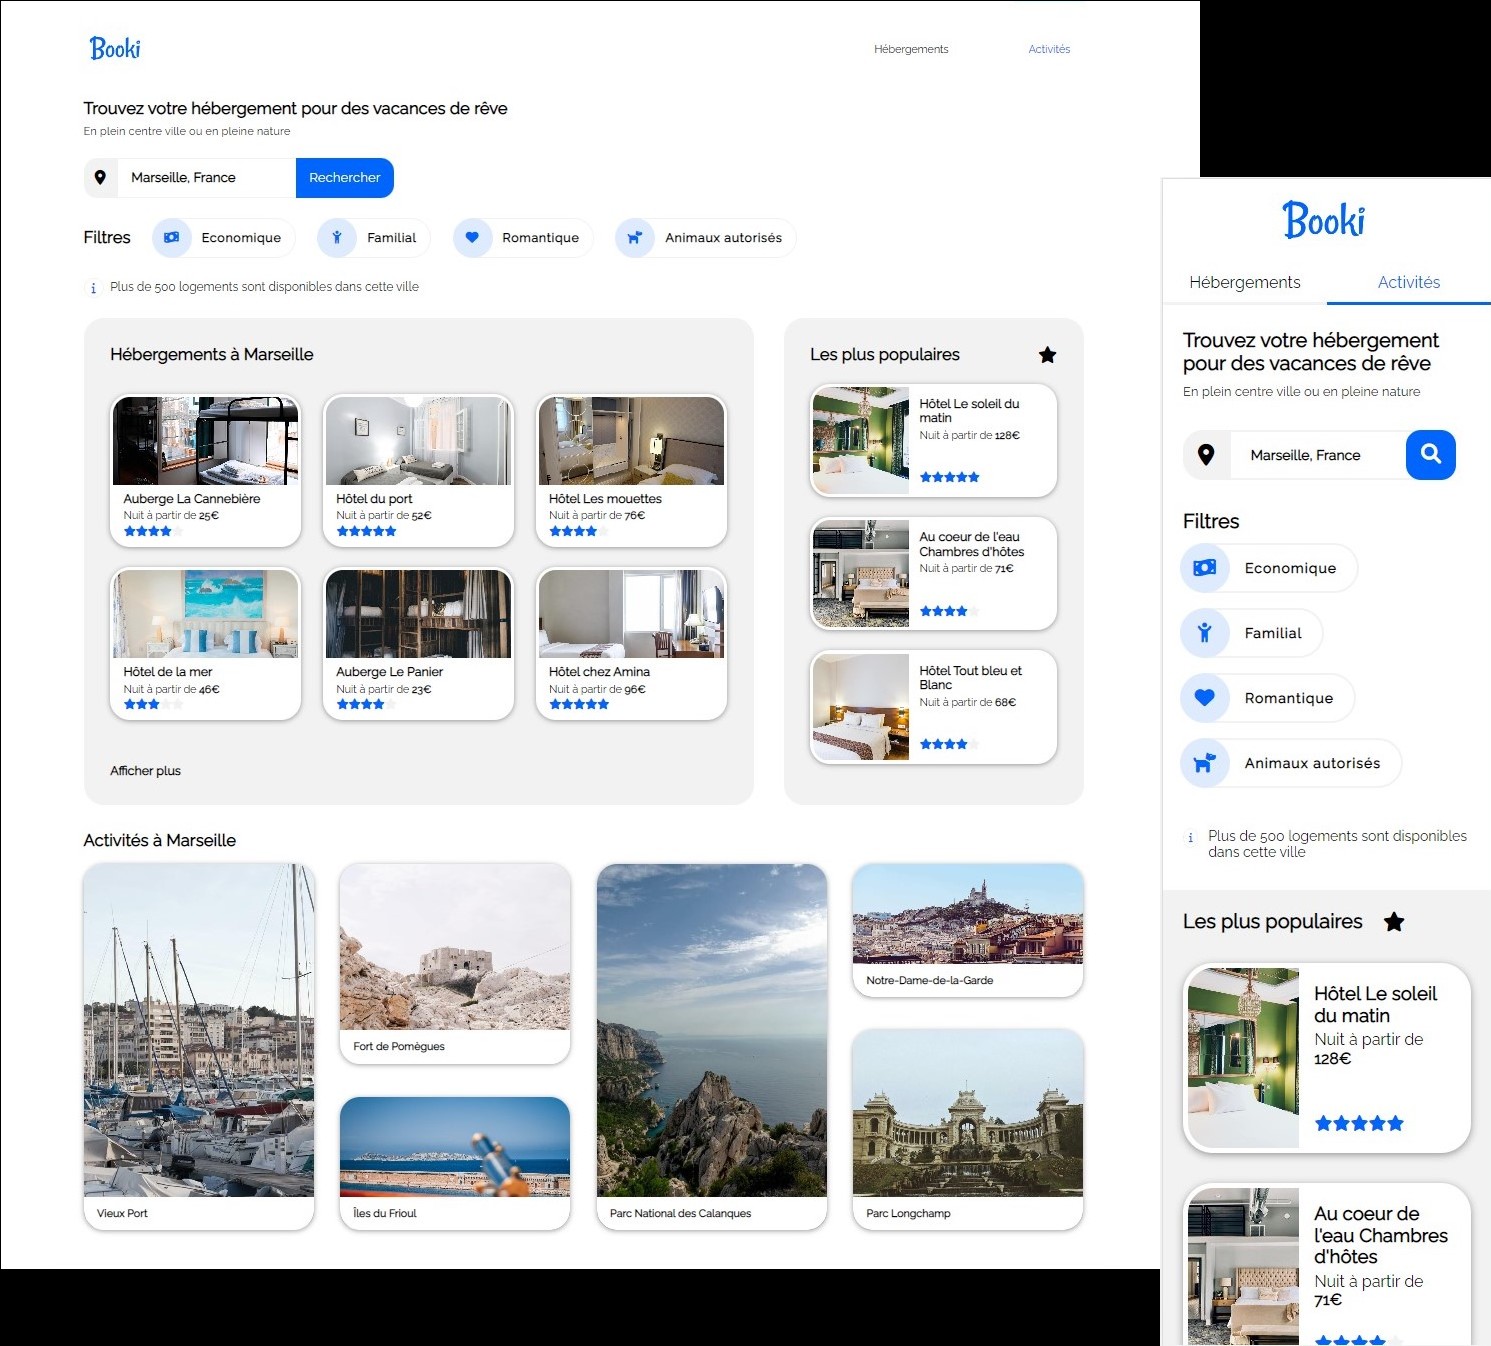 Booki
Hébergements
Activités
Trouvez votre hébergement pour des vacances de rêve
En plein centre ville ou en pleine nature
Marseille, France
Rechercher
Filtres
Economique
Familial
Romantique
Animaux autorisés
Plus de 500 logements sont disponibles dans cette ville
Hébergements à Marseille
Auberge La Cannebière
Nuit à partir de 25€
Hôtel du port
Nuit à partir de 52€
Hôtel Les mouettes
Nuit à partir de 76€
Hôtel de la mer
Nuit à partir de 46€
Auberge Le Panier
Nuit à partir de 23€
Hôtel chez Amina
Nuit à partir de 96€
Afficher plus
Les plus populaires
Hôtel Le soleil du
matin
Nuit à partir de 128€
Au coeur de l'eau
Chambres d'hôtes
Nuit à partir de 71€
Hôtel Tout bleu et
Blanc
Nuit à partir de 68€
Activités à Marseille
Vieux Port
Fort de Pomègues
Îles du Frioul
Parc National des Calanques
Notre-Dame-de-la-Garde
Parc Longchamp
Booki
Hébergements
Activités
Trouvez votre hébergement
pour des vacances de rêve
En plein centre ville ou en pleine nature
Marseille, France
Filtres
Economique
Familial
Romantique
Animaux autorisés
Plus de 500 logements sont disponibles
dans cette ville
Les plus populaires
Hôtel Le soleil
du matin
Nuit à partir de
128€
Au coeur de
l'eau Chambres
d'hôtes
Nuit à partir de
71€